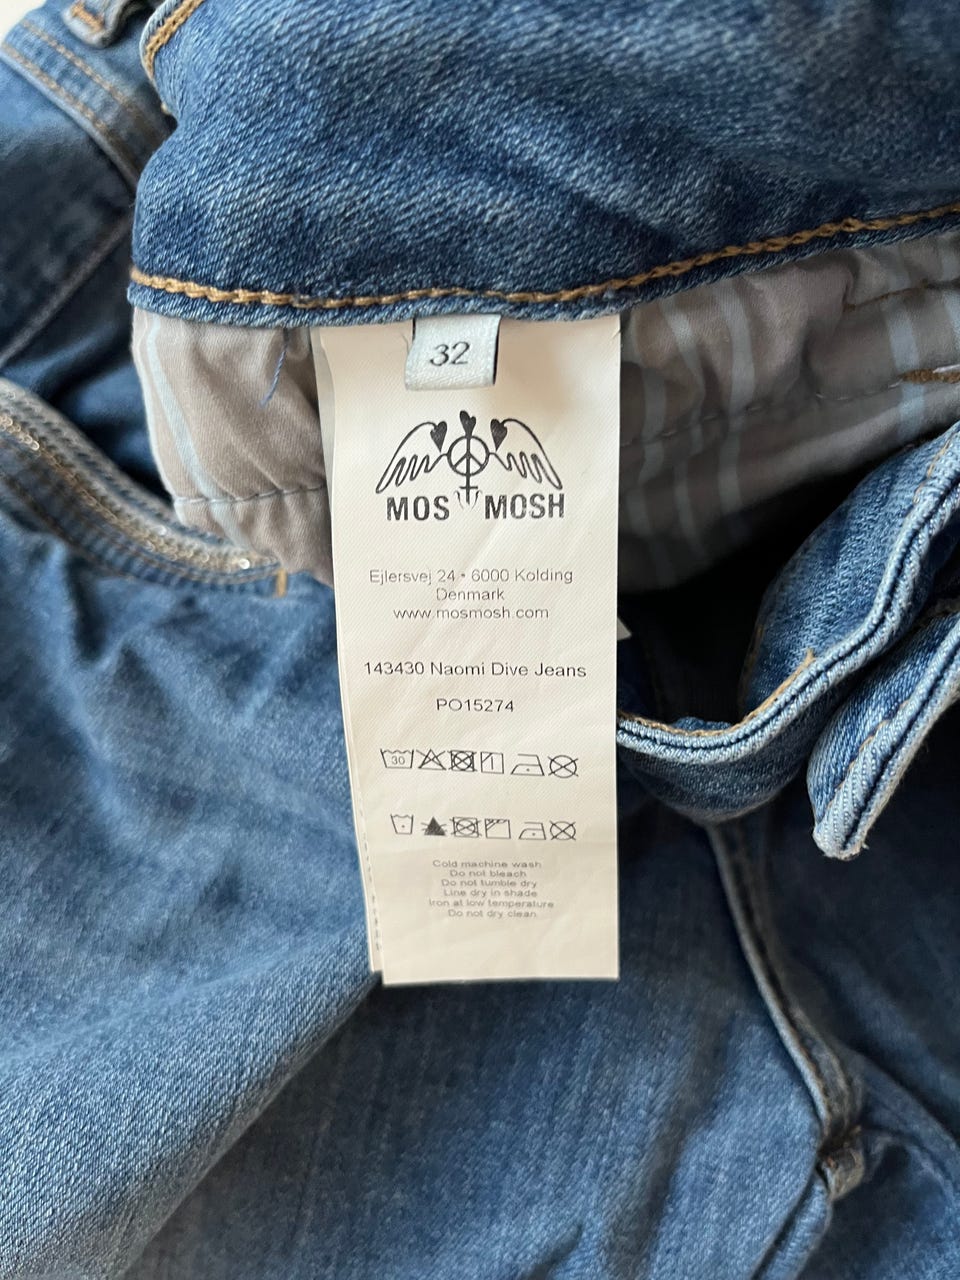 32
MOS MOSH
Ejlersvej 24 • 6000 Kolding
Denmark
www.mosmosh.com
143430 Naomi Dive Jeans
PO15274
30
Cold machine wash
Do not bleach
Do not tumble dry
Line dry in shade
Iron at low temperature
Do not dry clean